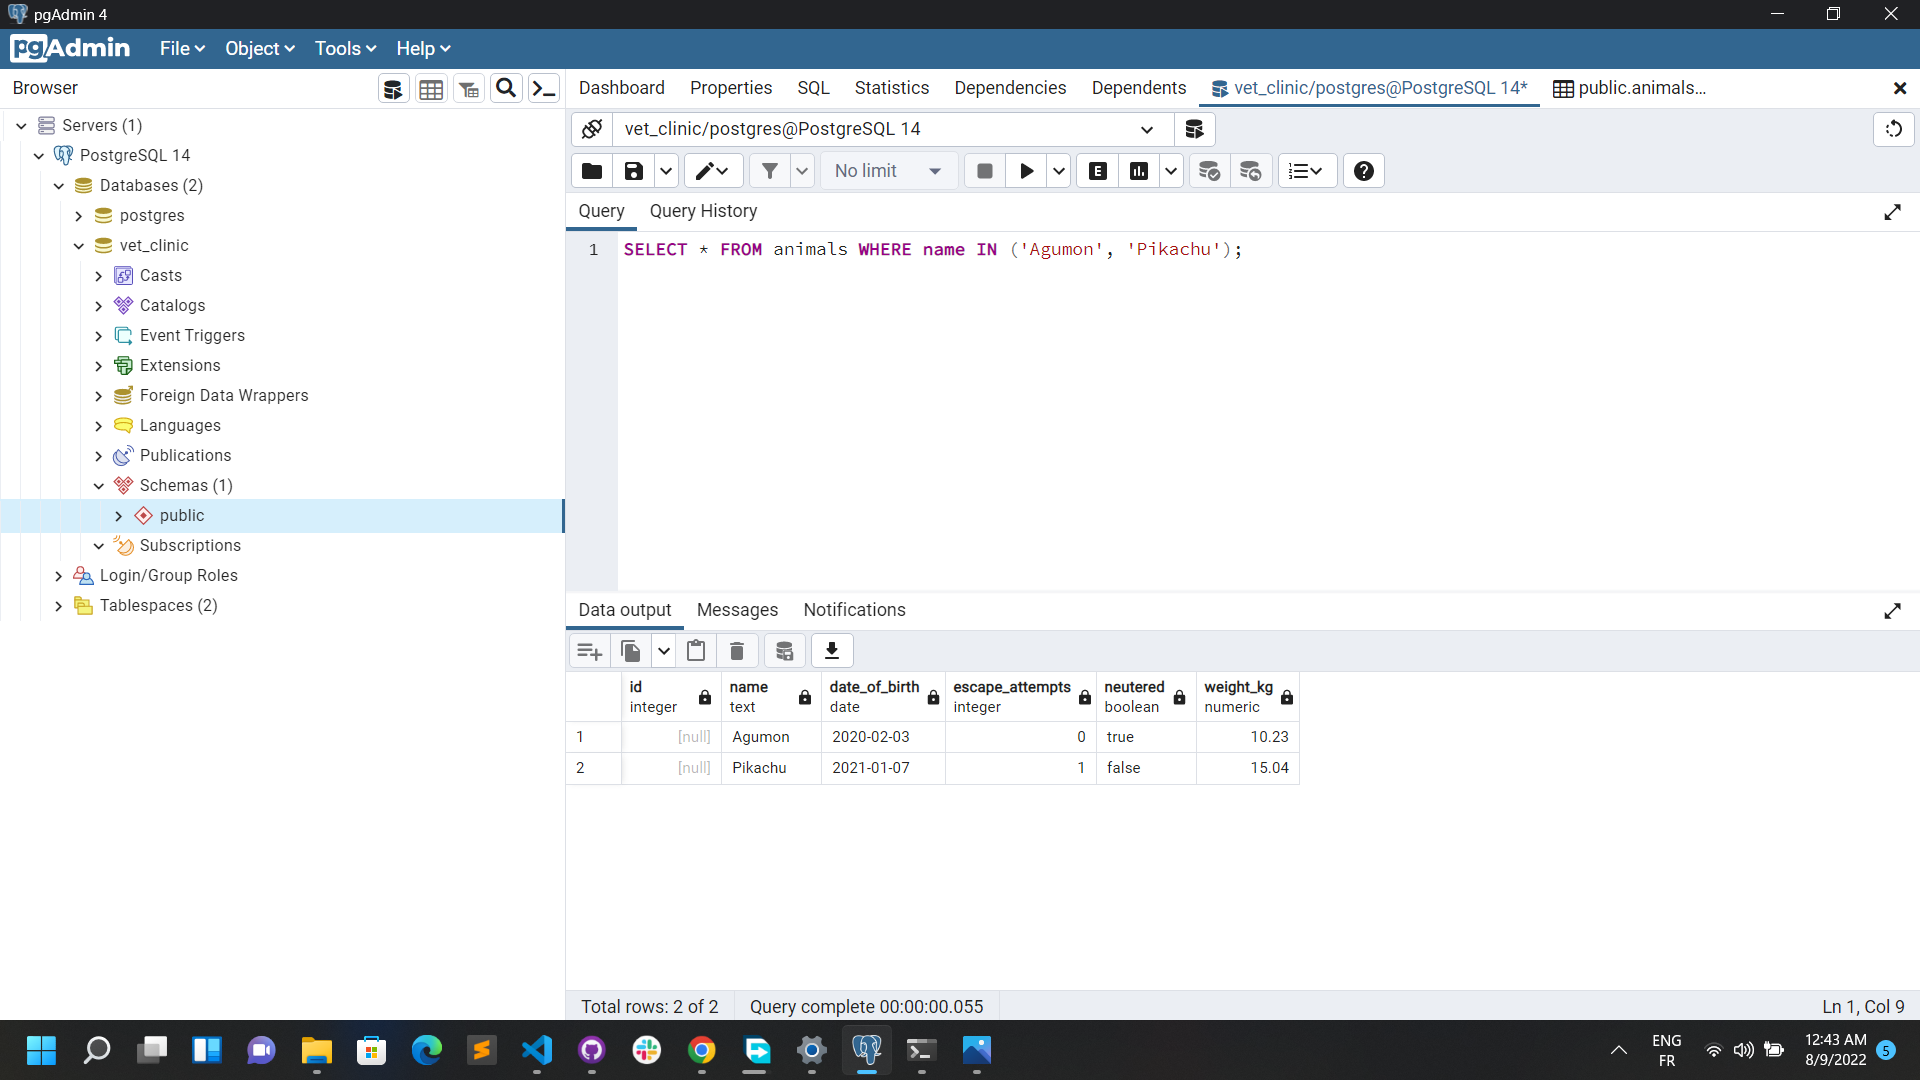 pgAdmin 4
pgAdmin File Object Tools Help
Browser
Dashboard Properties SQL Statistics Dependencies Dependents vet_clinic/postgres@PostgreSQL 14* public.animals...
Servers (1)
PostgreSQL 14
Databases (2)
postgres
vet_clinic
Casts
Catalogs
Event Triggers
Extensions
Foreign Data Wrappers
Languages
Publications
Schemas (1)
public
Subscriptions
Login/Group Roles
Tablespaces (2)
vet_clinic/postgres@PostgreSQL 14
No limit E
Query Query History
1 SELECT * FROM animals WHERE name IN ('Agumon', 'Pikachu');
Data output Messages Notifications
id name date_of_birth escape_attempts neutered weight_kg
integer text date integer boolean numeric
1 [null] Agumon 2020-02-03 0 true 10.23
2 [null] Pikachu 2021-01-07 1 false 15.04
Total rows: 2 of 2 Query complete 00:00:00.055 Ln 1, Col 9
ENG 12:43 AM
FR 8/9/2022 5